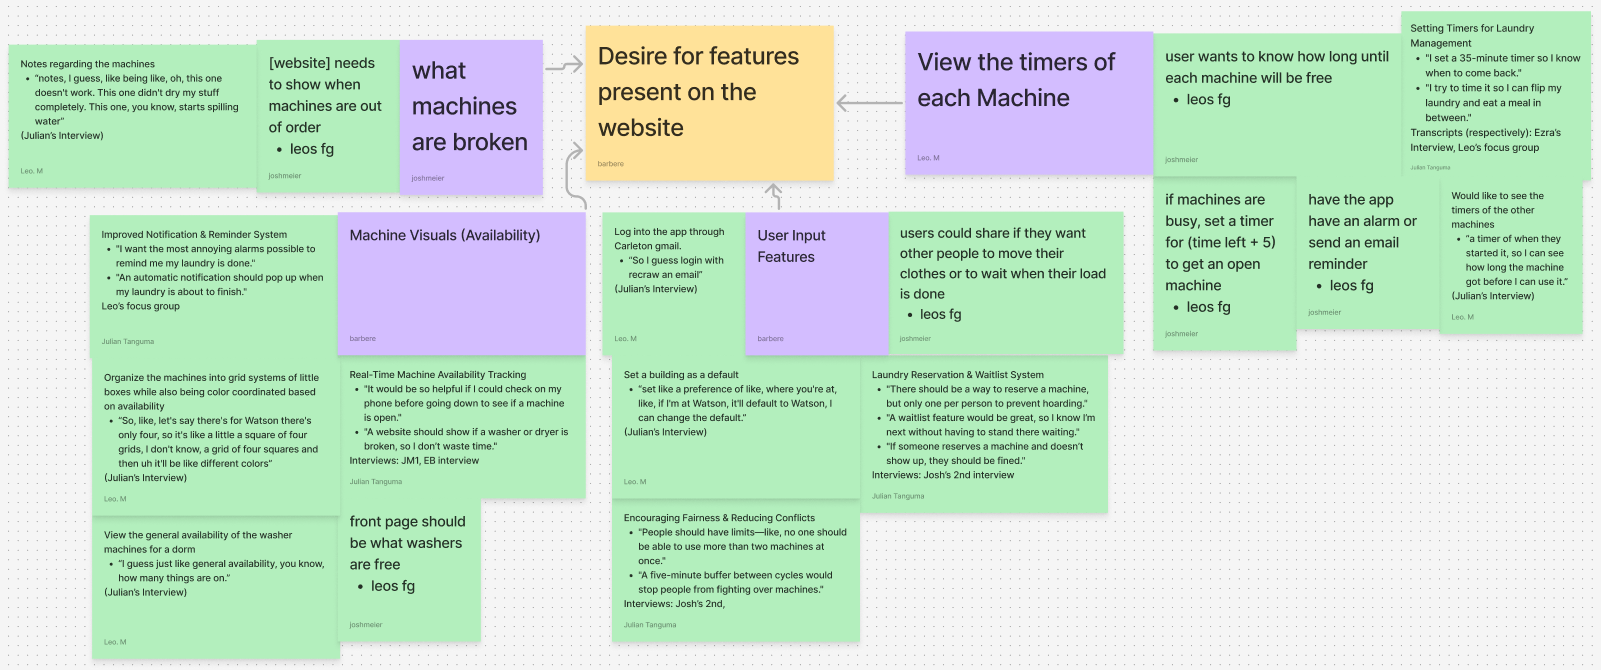 Notes regarding the machines
• "notes, I guess, like being like, oh, this one
doesn't work. This one didn't dry my stuff
completely. This one, you know, starts spilling
water"
(Julian's Interview)
Leo. M
[website] needs
to show when
machines are out
of order
• leos fg
joshmeier
what
machines
are broken
joshmeier
Desire for features
present on the
website
barbere
View the timers of
each Machine
Leo. M
user wants to know how long until
each machine will be free
• leos fg
joshmeier
Setting Timers for Laundry
Management
• "I set a 35-minute timer so I know
when to come back."
• "I try to time it so I can flip my
laundry and eat a meal in
between."
Transcripts (respectively): Ezra's
Interview, Leo's focus group
Julian Tanguma
Improved Notification & Reminder System
• "I want the most annoying alarms possible to
remind me my laundry is done."
• "An automatic notification should pop up when
my laundry is about to finish."
Leo's focus group
Julian Tanguma
Machine Visuals (Availability)
barbere
Log into the app through
Carleton gmail.
• "So I guess login with
recraw an email"
(Julian's Interview)
Leo. M
User Input
Features
barbere
users could share if they want
other people to move their
clothes or to wait when their load
is done
• leos fg
joshmeier
if machines are
busy, set a timer
for (time left + 5)
to get an open
machine
• leos fg
joshmeier
have the app
have an alarm or
send an email
reminder
• leos fg
joshmeier
Would like to see the
timers of the other
machines
• "a timer of when they
started it, so I can see
how long the machine
got before I can use it."
(Julian's Interview)
Leo. M
Organize the machines into grid systems of little
boxes while also being color coordinated based
on availability
• "So, like, let's say there's for Watson there's
only four, so it's like a little a square of four
grids, I don't know, a grid of four squares and
then uh it'll be like different colors"
(Julian's Interview)
Leo. M
Real-Time Machine Availability Tracking
• "It would be so helpful if I could check on my
phone before going down to see if a machine
is open."
• "A website should show if a washer or dryer is
broken, so I don't waste time."
Interviews: JM1, EB interview
Julian Tanguma
Set a building as a default
• "set like a preference of like, where you're at,
like, if I'm at Watson, it'll default to Watson, I
can change the default."
(Julian's Interview)
Leo. M
Laundry Reservation & Waitlist System
• "There should be a way to reserve a machine,
but only one per person to prevent hoarding."
• "A waitlist feature would be great, so I know I'm
next without having to stand there waiting."
• "If someone reserves a machine and doesn't
show up, they should be fined."
Interviews: Josh's 2nd interview
Julian Tanguma
View the general availability of the washer
machines for a dorm
• "I guess just like general availability, you know,
how many things are on."
(Julian's Interview)
Leo. M
front page should
be what washers
are free
• leos fg
joshmeier
Encouraging Fairness & Reducing Conflicts
• "People should have limits—like, no one should
be able to use more than two machines at
once."
• "A five-minute buffer between cycles would
stop people from fighting over machines."
Interviews: Josh's 2nd,
Julian Tanguma